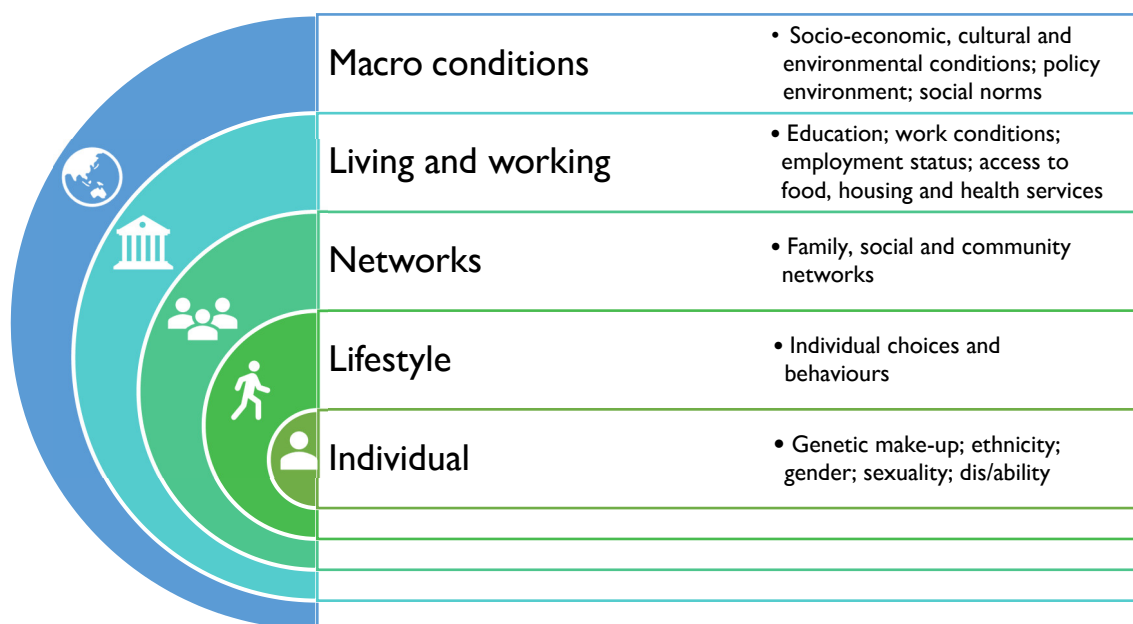 Macro conditions
• Socio-economic, cultural and
environmental conditions; policy
environment; social norms
Living and working
• Education; work conditions;
employment status; access to
food, housing and health services
Networks
• Family, social and community
networks
Lifestyle
• Individual choices and
behaviours
Individual
• Genetic make-up; ethnicity;
gender; sexuality; dis/ability